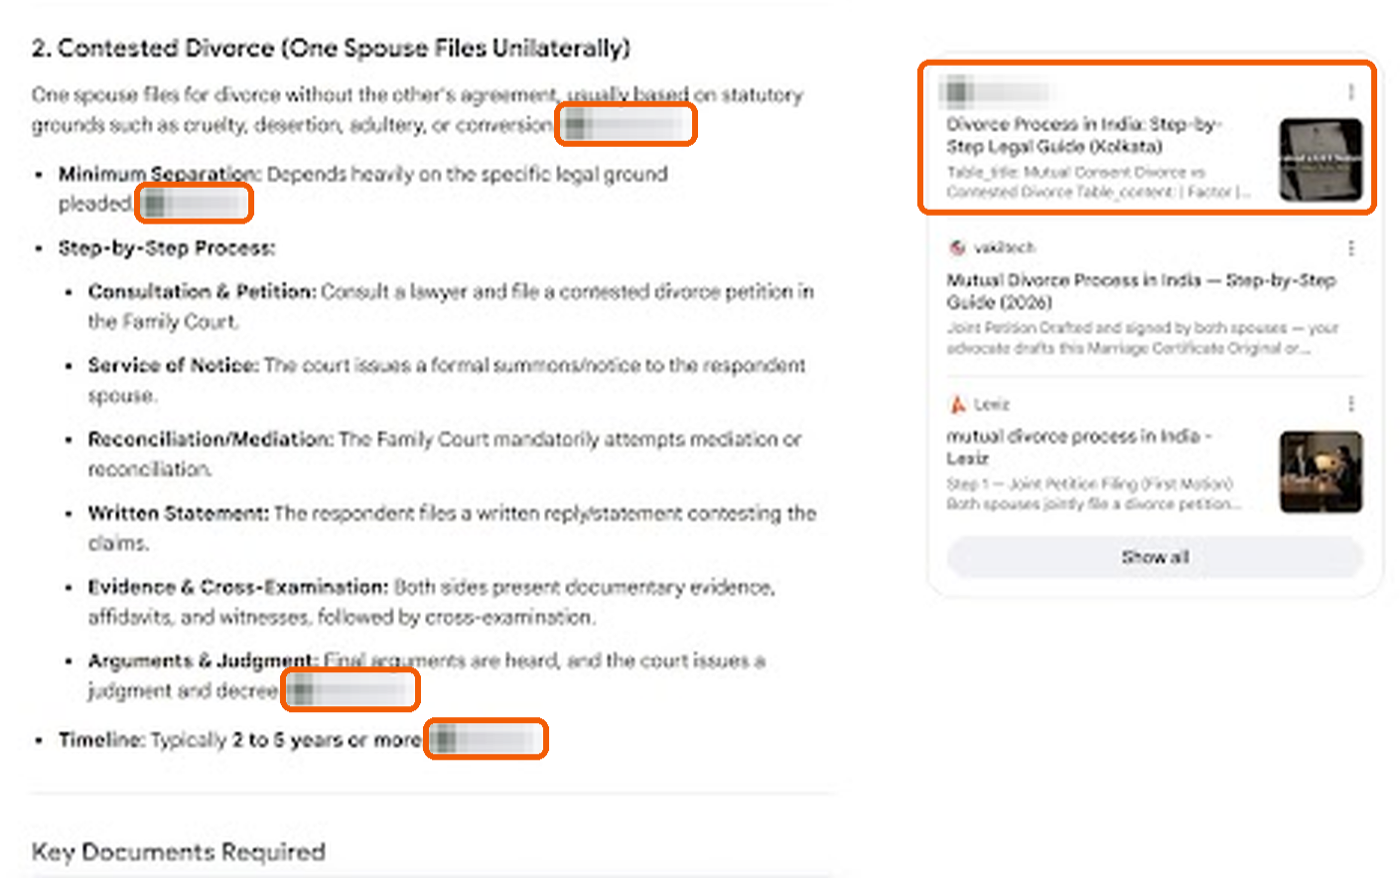 2. Contested Divorce (One Spouse Files Unilaterally)
One spouse files for divorce without the other's agreement, usually based on statutory
grounds such as cruelty, desertion, adultery, or conversion.
• Minimum Separation: Depends heavily on the specific legal ground
pleaded.
• Step-by-Step Process:
• Consultation & Petition: Consult a lawyer and file a contested divorce petition in
the Family Court.
• Service of Notice: The court issues a formal summons/notice to the respondent
spouse.
• Reconciliation/Mediation: The Family Court mandatorily attempts mediation or
reconciliation.
• Written Statement: The respondent files a written reply/statement contesting the
claims.
• Evidence & Cross-Examination: Both sides present documentary evidence,
affidavits, and witnesses, followed by cross-examination.
• Arguments & Judgment: Final arguments are heard, and the court issues a
judgment and decree
• Timeline: Typically 2 to 5 years or more
Key Documents Required
Divorce Process in India: Step-by-
Step Legal Guide (Kolkata)
Table_title: Mutual Consent Divorce vs
Contested Divorce Table_content: | Factor |...
vakiltech
Mutual Divorce Process in India — Step-by-Step
Guide (2026)
Joint Petition Drafted and signed by both spouses — your
advocate drafts this Marriage Certificate Original or...
Lexiz
mutual divorce process in India -
Lexiz
Step 1 — Joint Petition Filing (First Motion)
Both spouses jointly file a divorce petition...
Show all